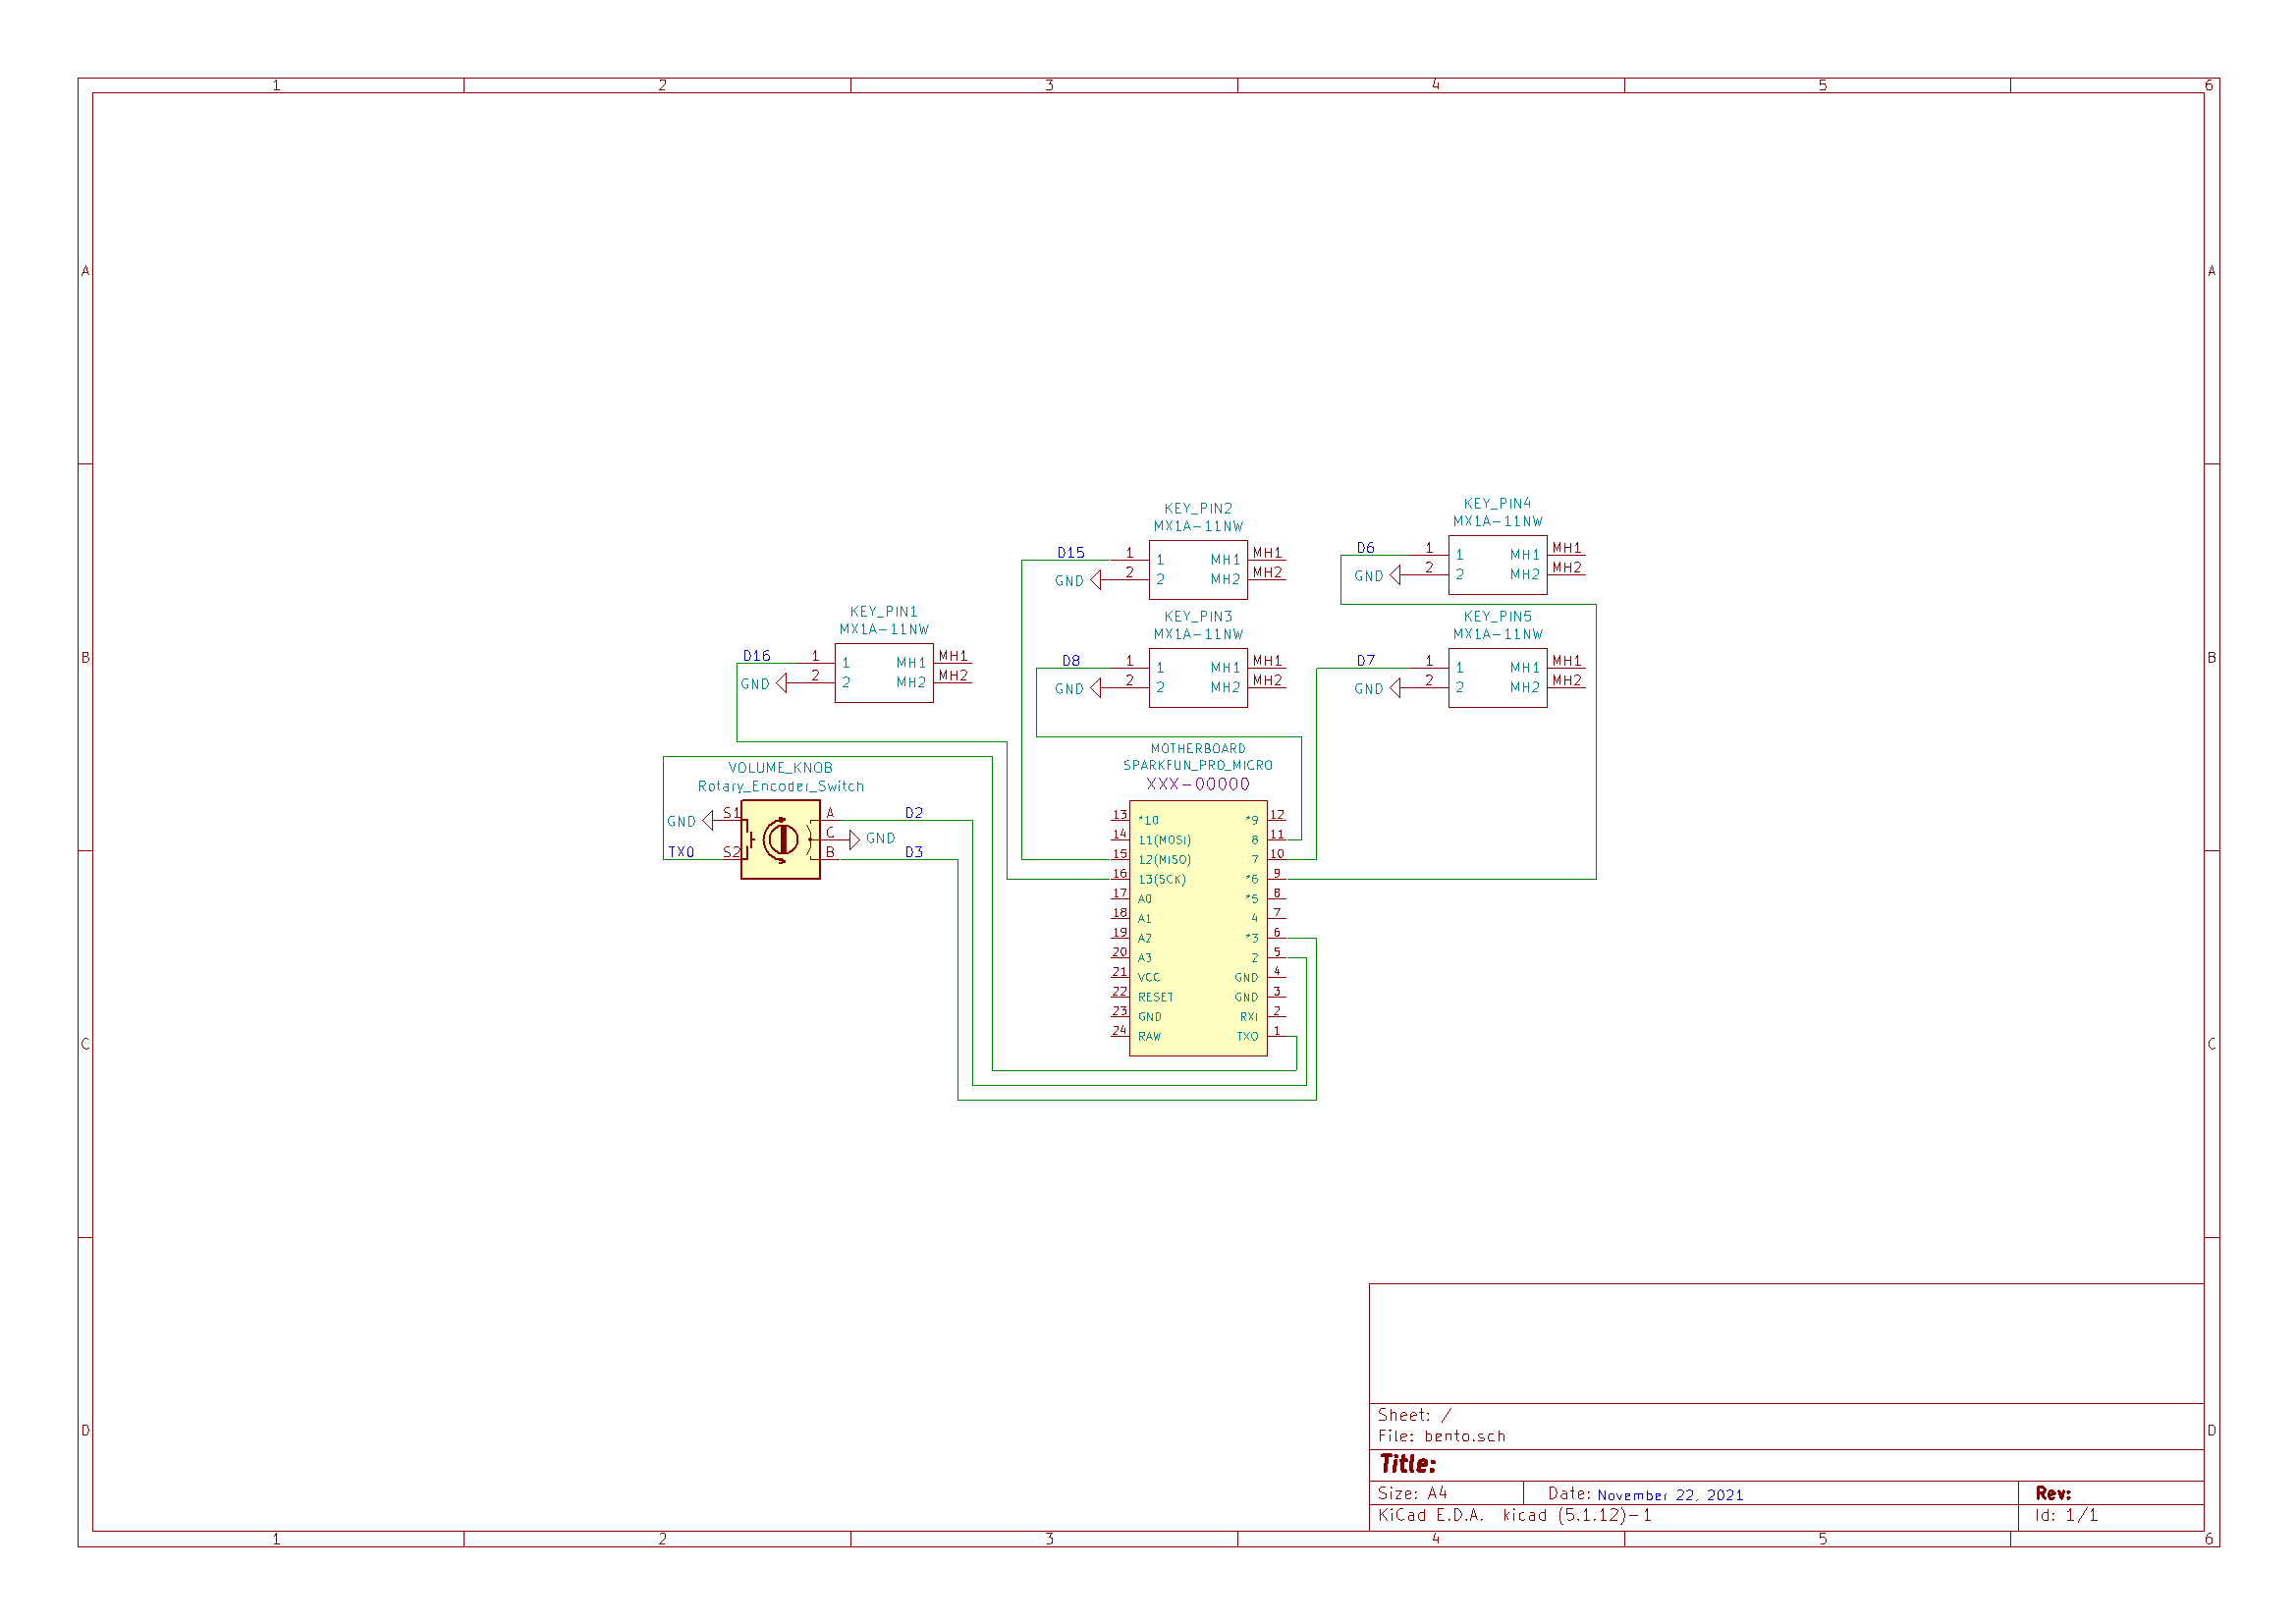 1 2 3 4 5 6
A A
B B
C C
D D
KEY_PIN2
MX1A-11NW
D15 1 1 MH1 MH1
GND 2 2 MH2 MH2
KEY_PIN4
MX1A-11NW
D6 1 1 MH1 MH1
GND 2 2 MH2 MH2
KEY_PIN1
MX1A-11NW
D16 1 1 MH1 MH1
GND 2 2 MH2 MH2
KEY_PIN3
MX1A-11NW
D8 1 1 MH1 MH1
GND 2 2 MH2 MH2
KEY_PIN5
MX1A-11NW
D7 1 1 MH1 MH1
GND 2 2 MH2 MH2
VOLUME_KNOB
Rotary_Encoder_Switch
GND S1 A D2
C GND
TX0 S2 B D3
MOTHERBOARD
SPARKFUN_PRO_MICRO
XXX-00000
13 *10 *9 12
14 11(MOSI) 8 11
15 12(MISO) 7 10
16 13(SCK) *6 9
17 A0 *5 8
18 A1 4 7
19 A2 *3 6
20 A3 2 5
21 VCC GND 4
22 RESET GND 3
23 GND RXI 2
24 RAW TXO 1
Sheet: /
File: bento.sch
Title:
Size: A4 Date: November 22, 2021 Rev:
KiCad E.D.A. kicad (5.1.12)-1 Id: 1/1
1 2 3 4 5 6